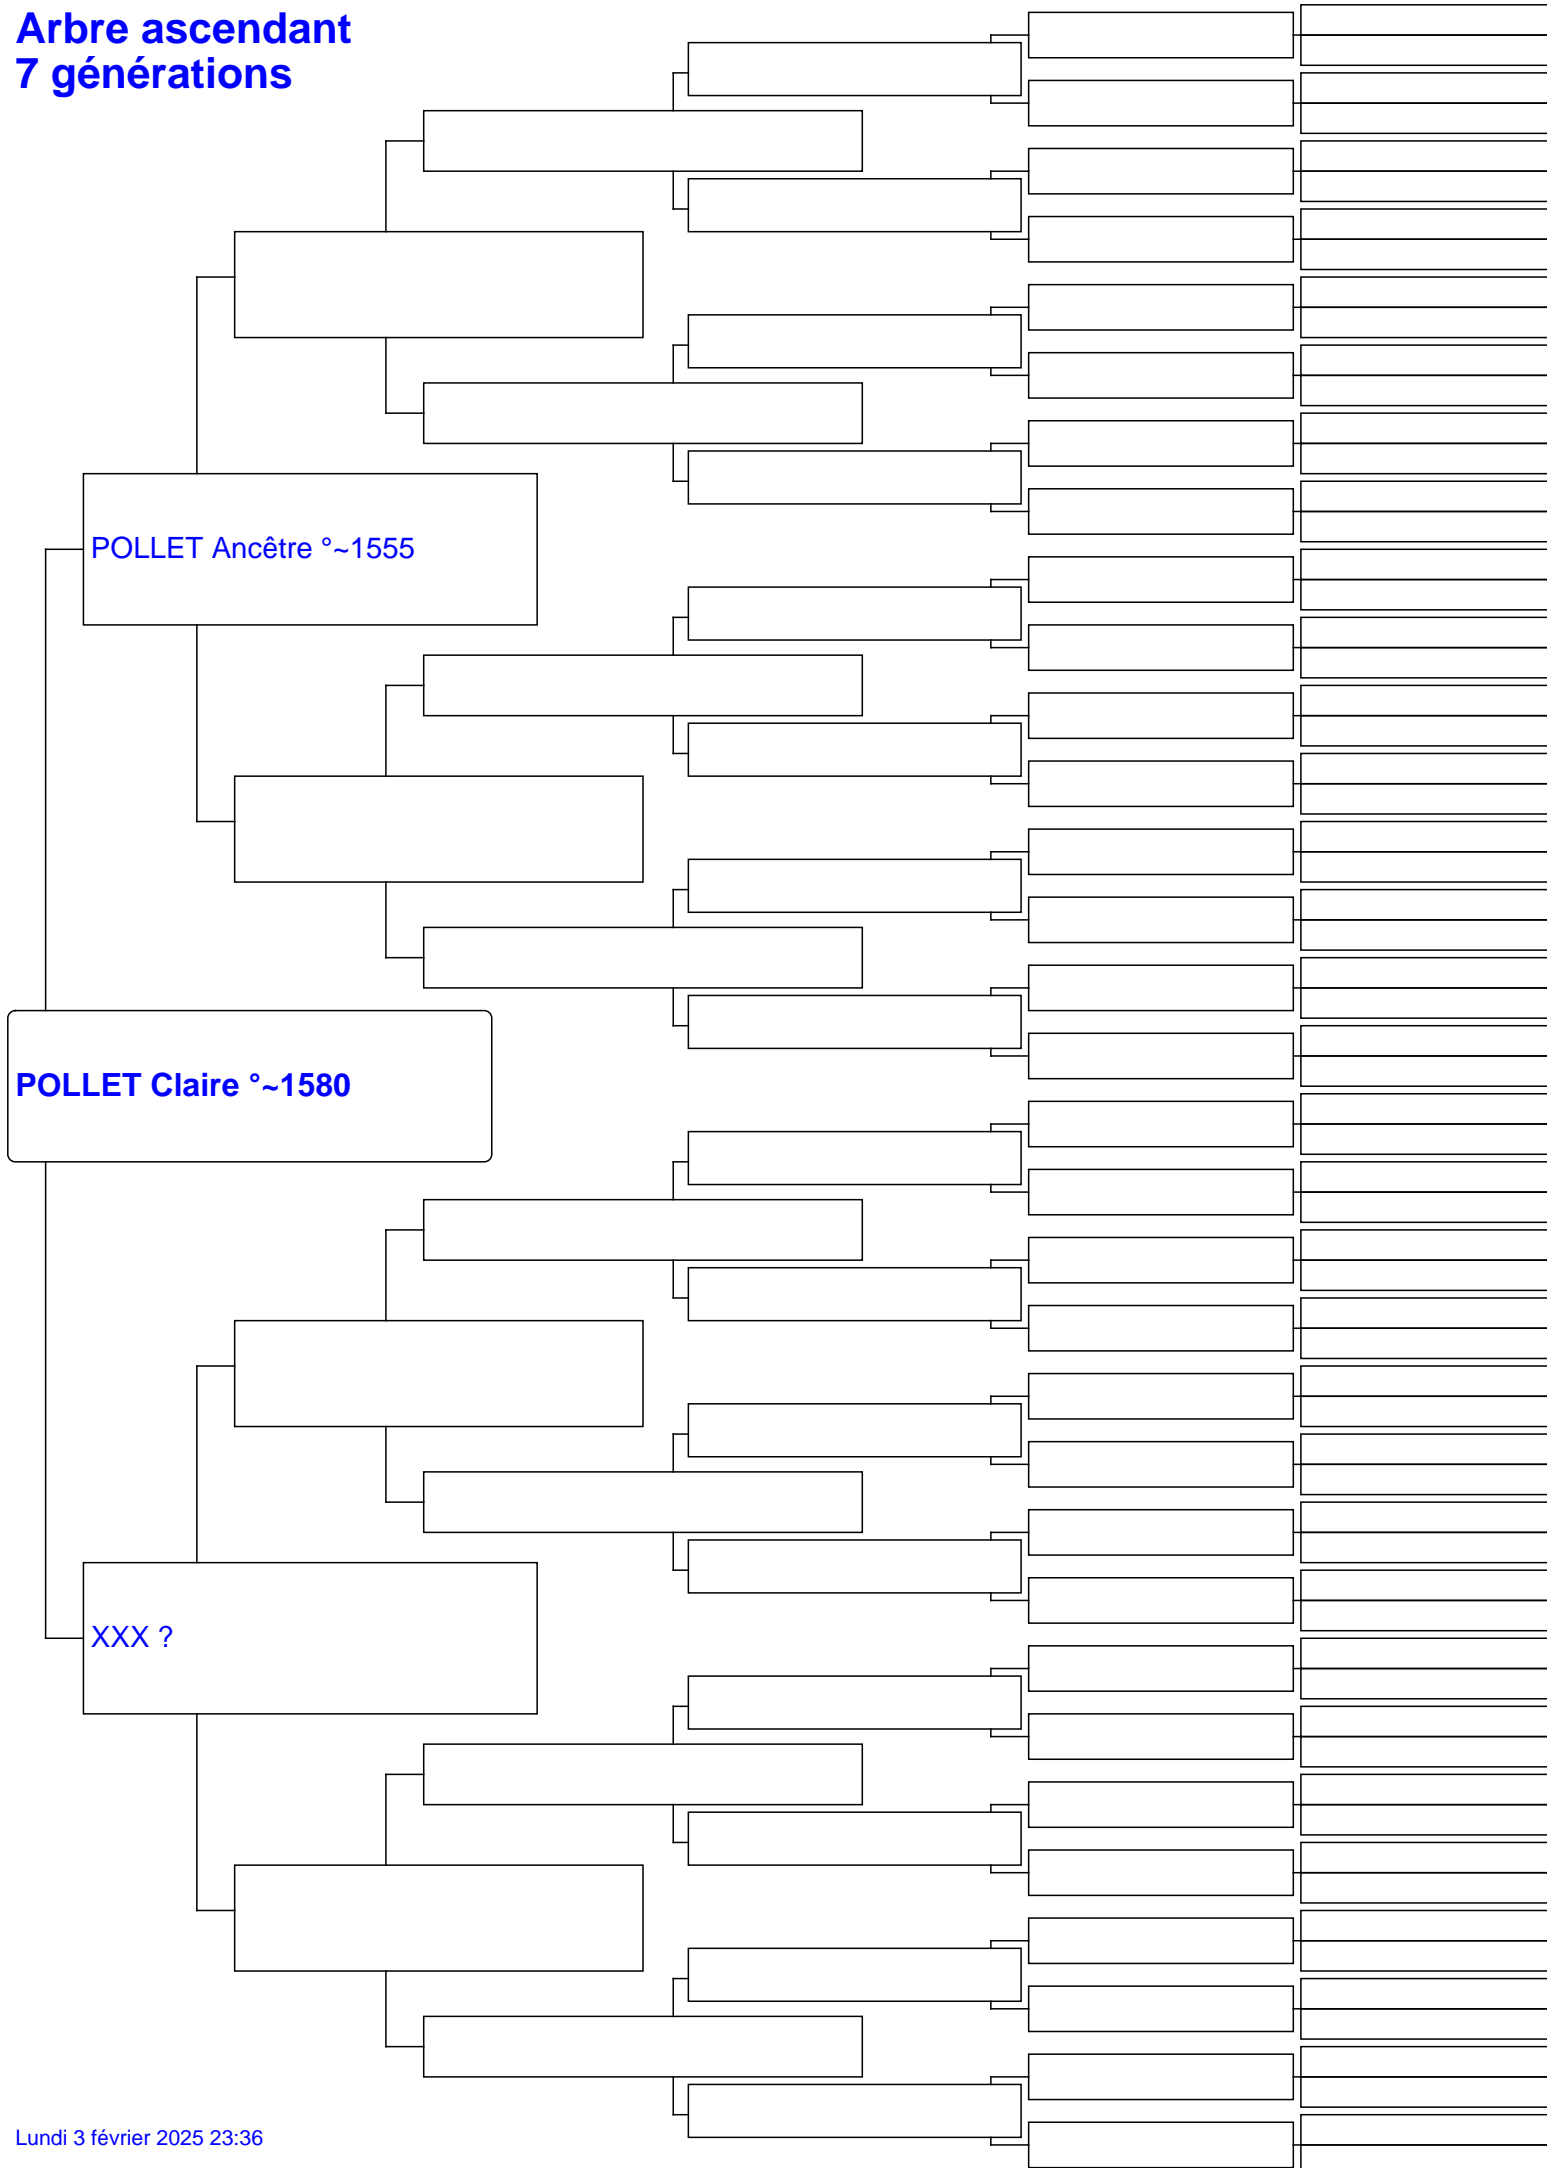 Arbre ascendant
7 générations
POLLET Ancêtre °~1555
POLLET Claire °~1580
XXX ?
Lundi 3 février 2025 23:36